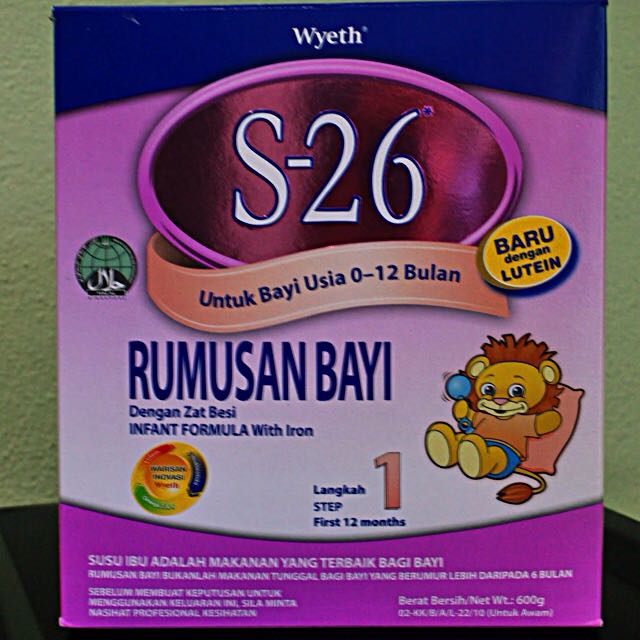 Wyeth®
S-26*
Untuk Bayi Usia 0–12 Bulan
BARU
dengan
LUTEIN
RUMUSAN BAYI
Dengan Zat Besi
INFANT FORMULA With Iron
WARISAN
INOVASI
Wyeth
Langkah
STEP
1
First 12 months
SUSU IBU ADALAH MAKANAN YANG TERBAIK BAGI BAYI
RUMUSAN BAYI BUKANLAH MAKANAN TUNGGAL BAGI BAYI YANG BERUMUR LEBIH DARIPADA 6 BULAN
SEBELUM MEMBUAT KEPUTUSAN UNTUK
MENGGUNAKAN KELUARAN INI, SILA MINTA
NASIHAT PROFESIONAL KESIHATAN
Berat Bersih/Net Wt.: 600g
02-KK/B/A/L-22/10 (Untuk Awam)